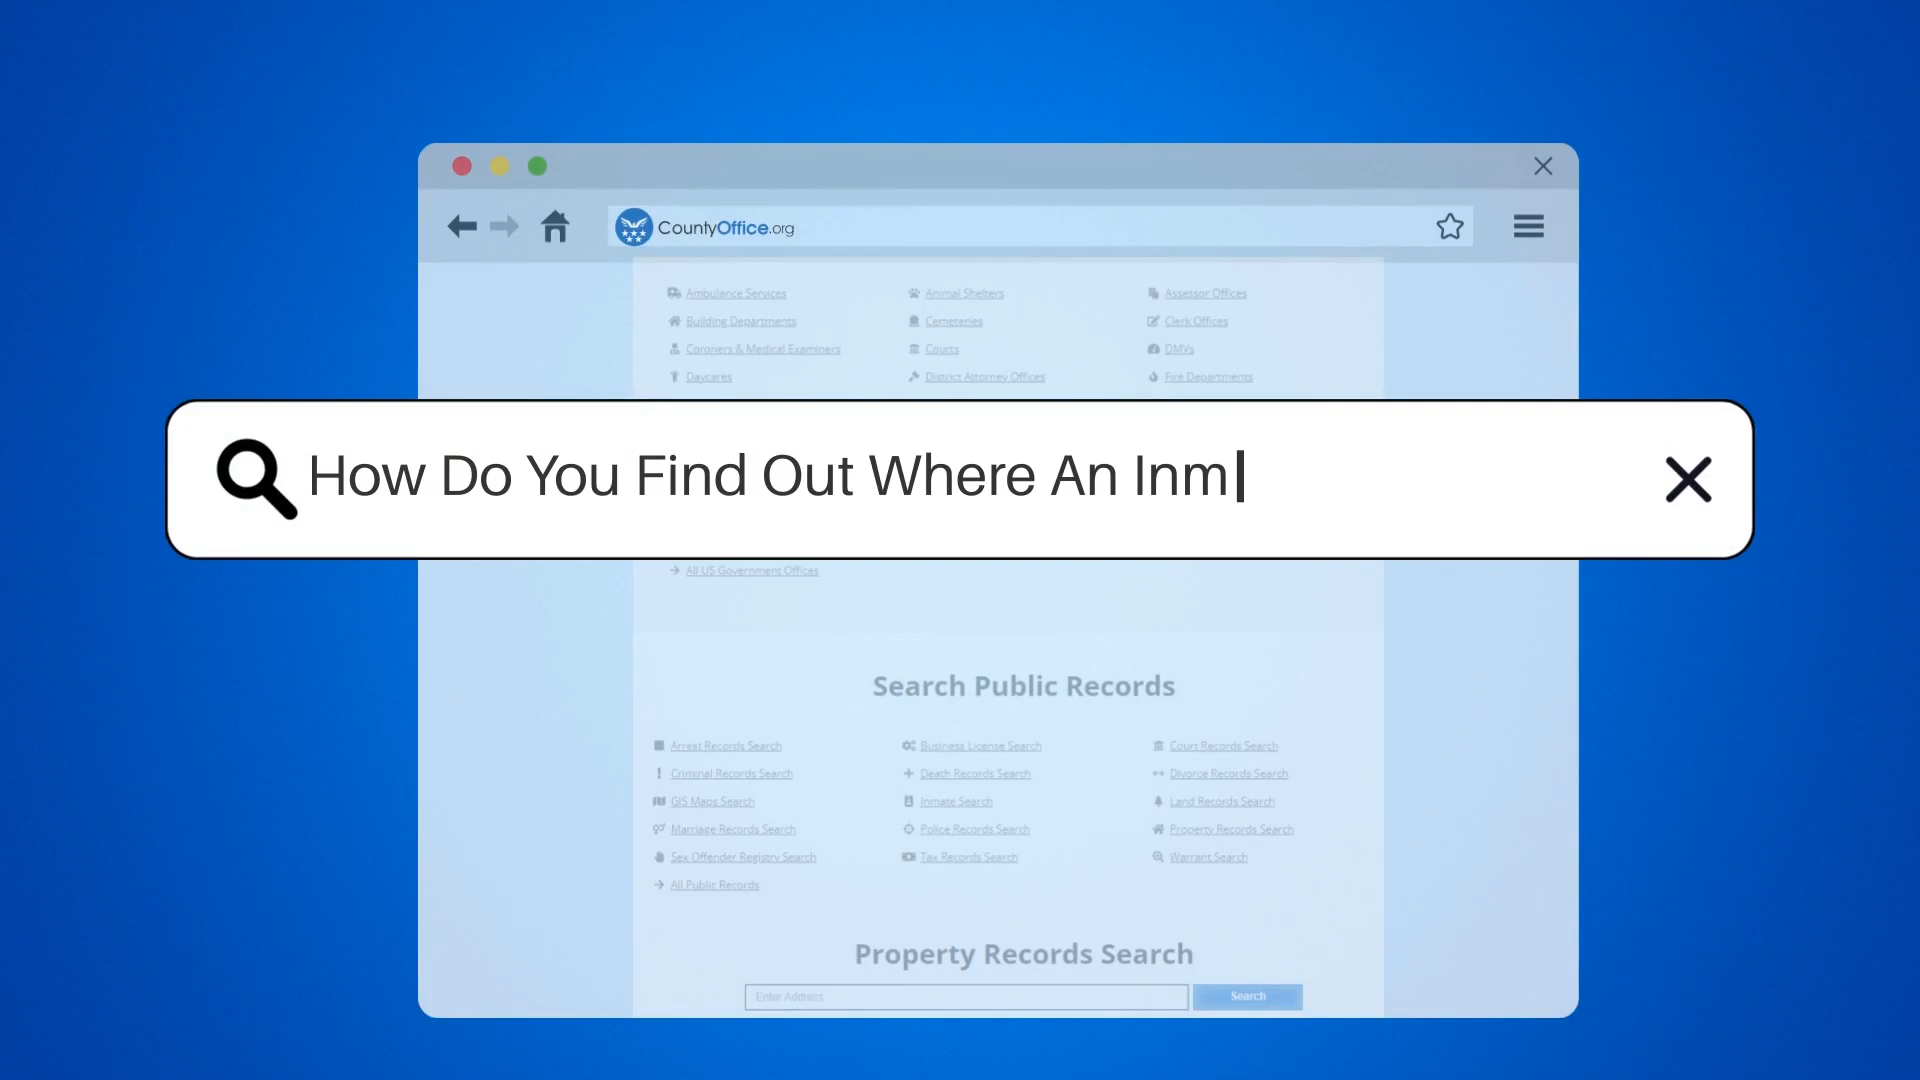 CountyOffice.org
Ambulance Services Animal Shelters Assessor Offices
Building Departments Cemeteries Clerk Offices
Coroners & Medical Examiners Courts DMVs
Daycares District Attorney Offices Fire Departments
How Do You Find Out Where An Inm
All US Government Offices
Search Public Records
Arrest Records Search Business License Search Court Records Search
Criminal Records Search Death Records Search Divorce Records Search
GIS Maps Search Inmate Search Land Records Search
Marriage Records Search Police Records Search Property Records Search
Sex Offender Registry Search Tax Records Search Warrant Search
All Public Records
Property Records Search
Enter Address Search